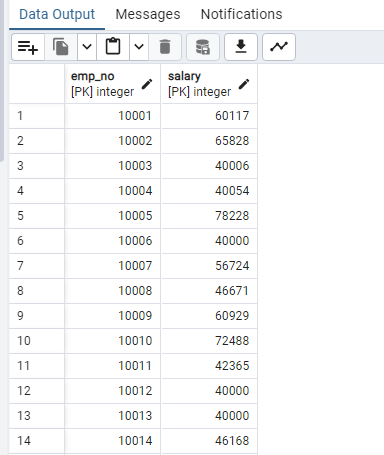 Data Output Messages Notifications
emp_no salary
[PK] integer [PK] integer
1 10001 60117
2 10002 65828
3 10003 40006
4 10004 40054
5 10005 78228
6 10006 40000
7 10007 56724
8 10008 46671
9 10009 60929
10 10010 72488
11 10011 42365
12 10012 40000
13 10013 40000
14 10014 46168